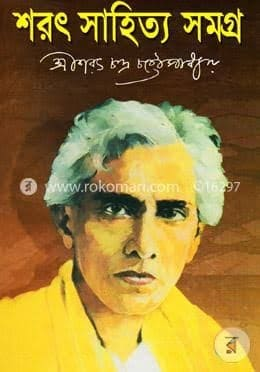 শরৎ সাহিত্য সমগ্র
শ্রীশরৎ চন্দ্র চট্টোপাধ্যায়
www.rokomari.com
©16297
র